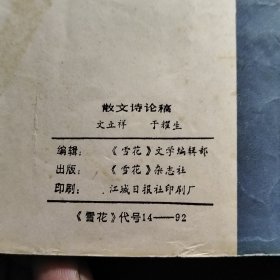 散文诗论稿
文正祥 于耀生
编辑：《雪花》文学编辑部
出版：《雪花》杂志社
印刷：江城日报社印刷厂
《雪花》代号14—92